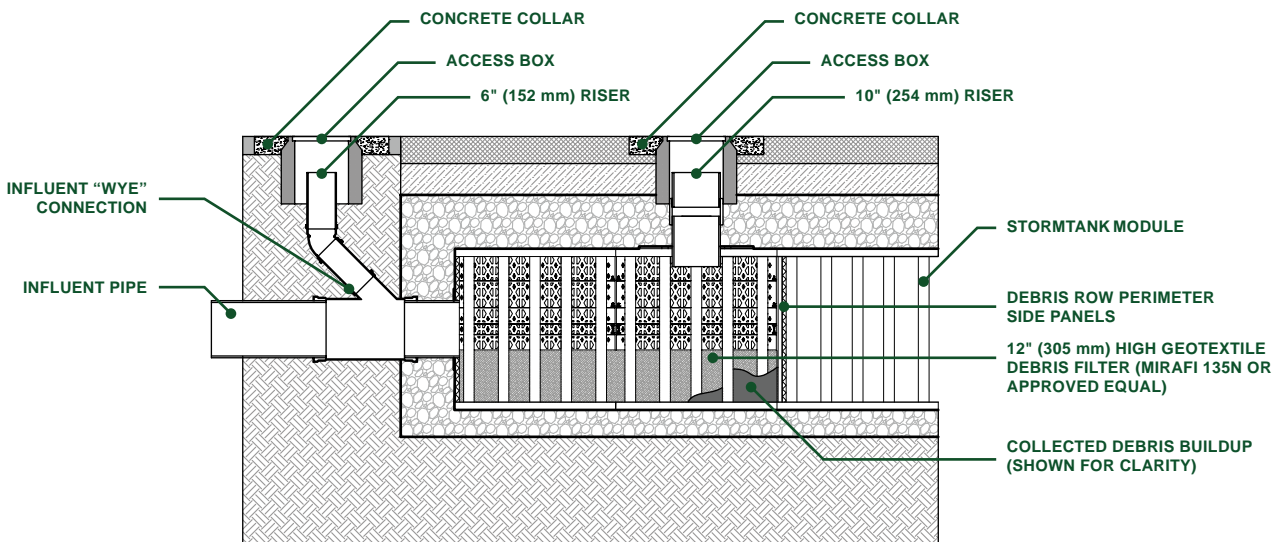 CONCRETE COLLAR
ACCESS BOX
6" (152 mm) RISER
CONCRETE COLLAR
ACCESS BOX
10" (254 mm) RISER
INFLUENT “WYE”
CONNECTION
INFLUENT PIPE
STORMTANK MODULE
DEBRIS ROW PERIMETER
SIDE PANELS
12" (305 mm) HIGH GEOTEXTILE
DEBRIS FILTER (MIRAFI 135N OR
APPROVED EQUAL)
COLLECTED DEBRIS BUILDUP
(SHOWN FOR CLARITY)